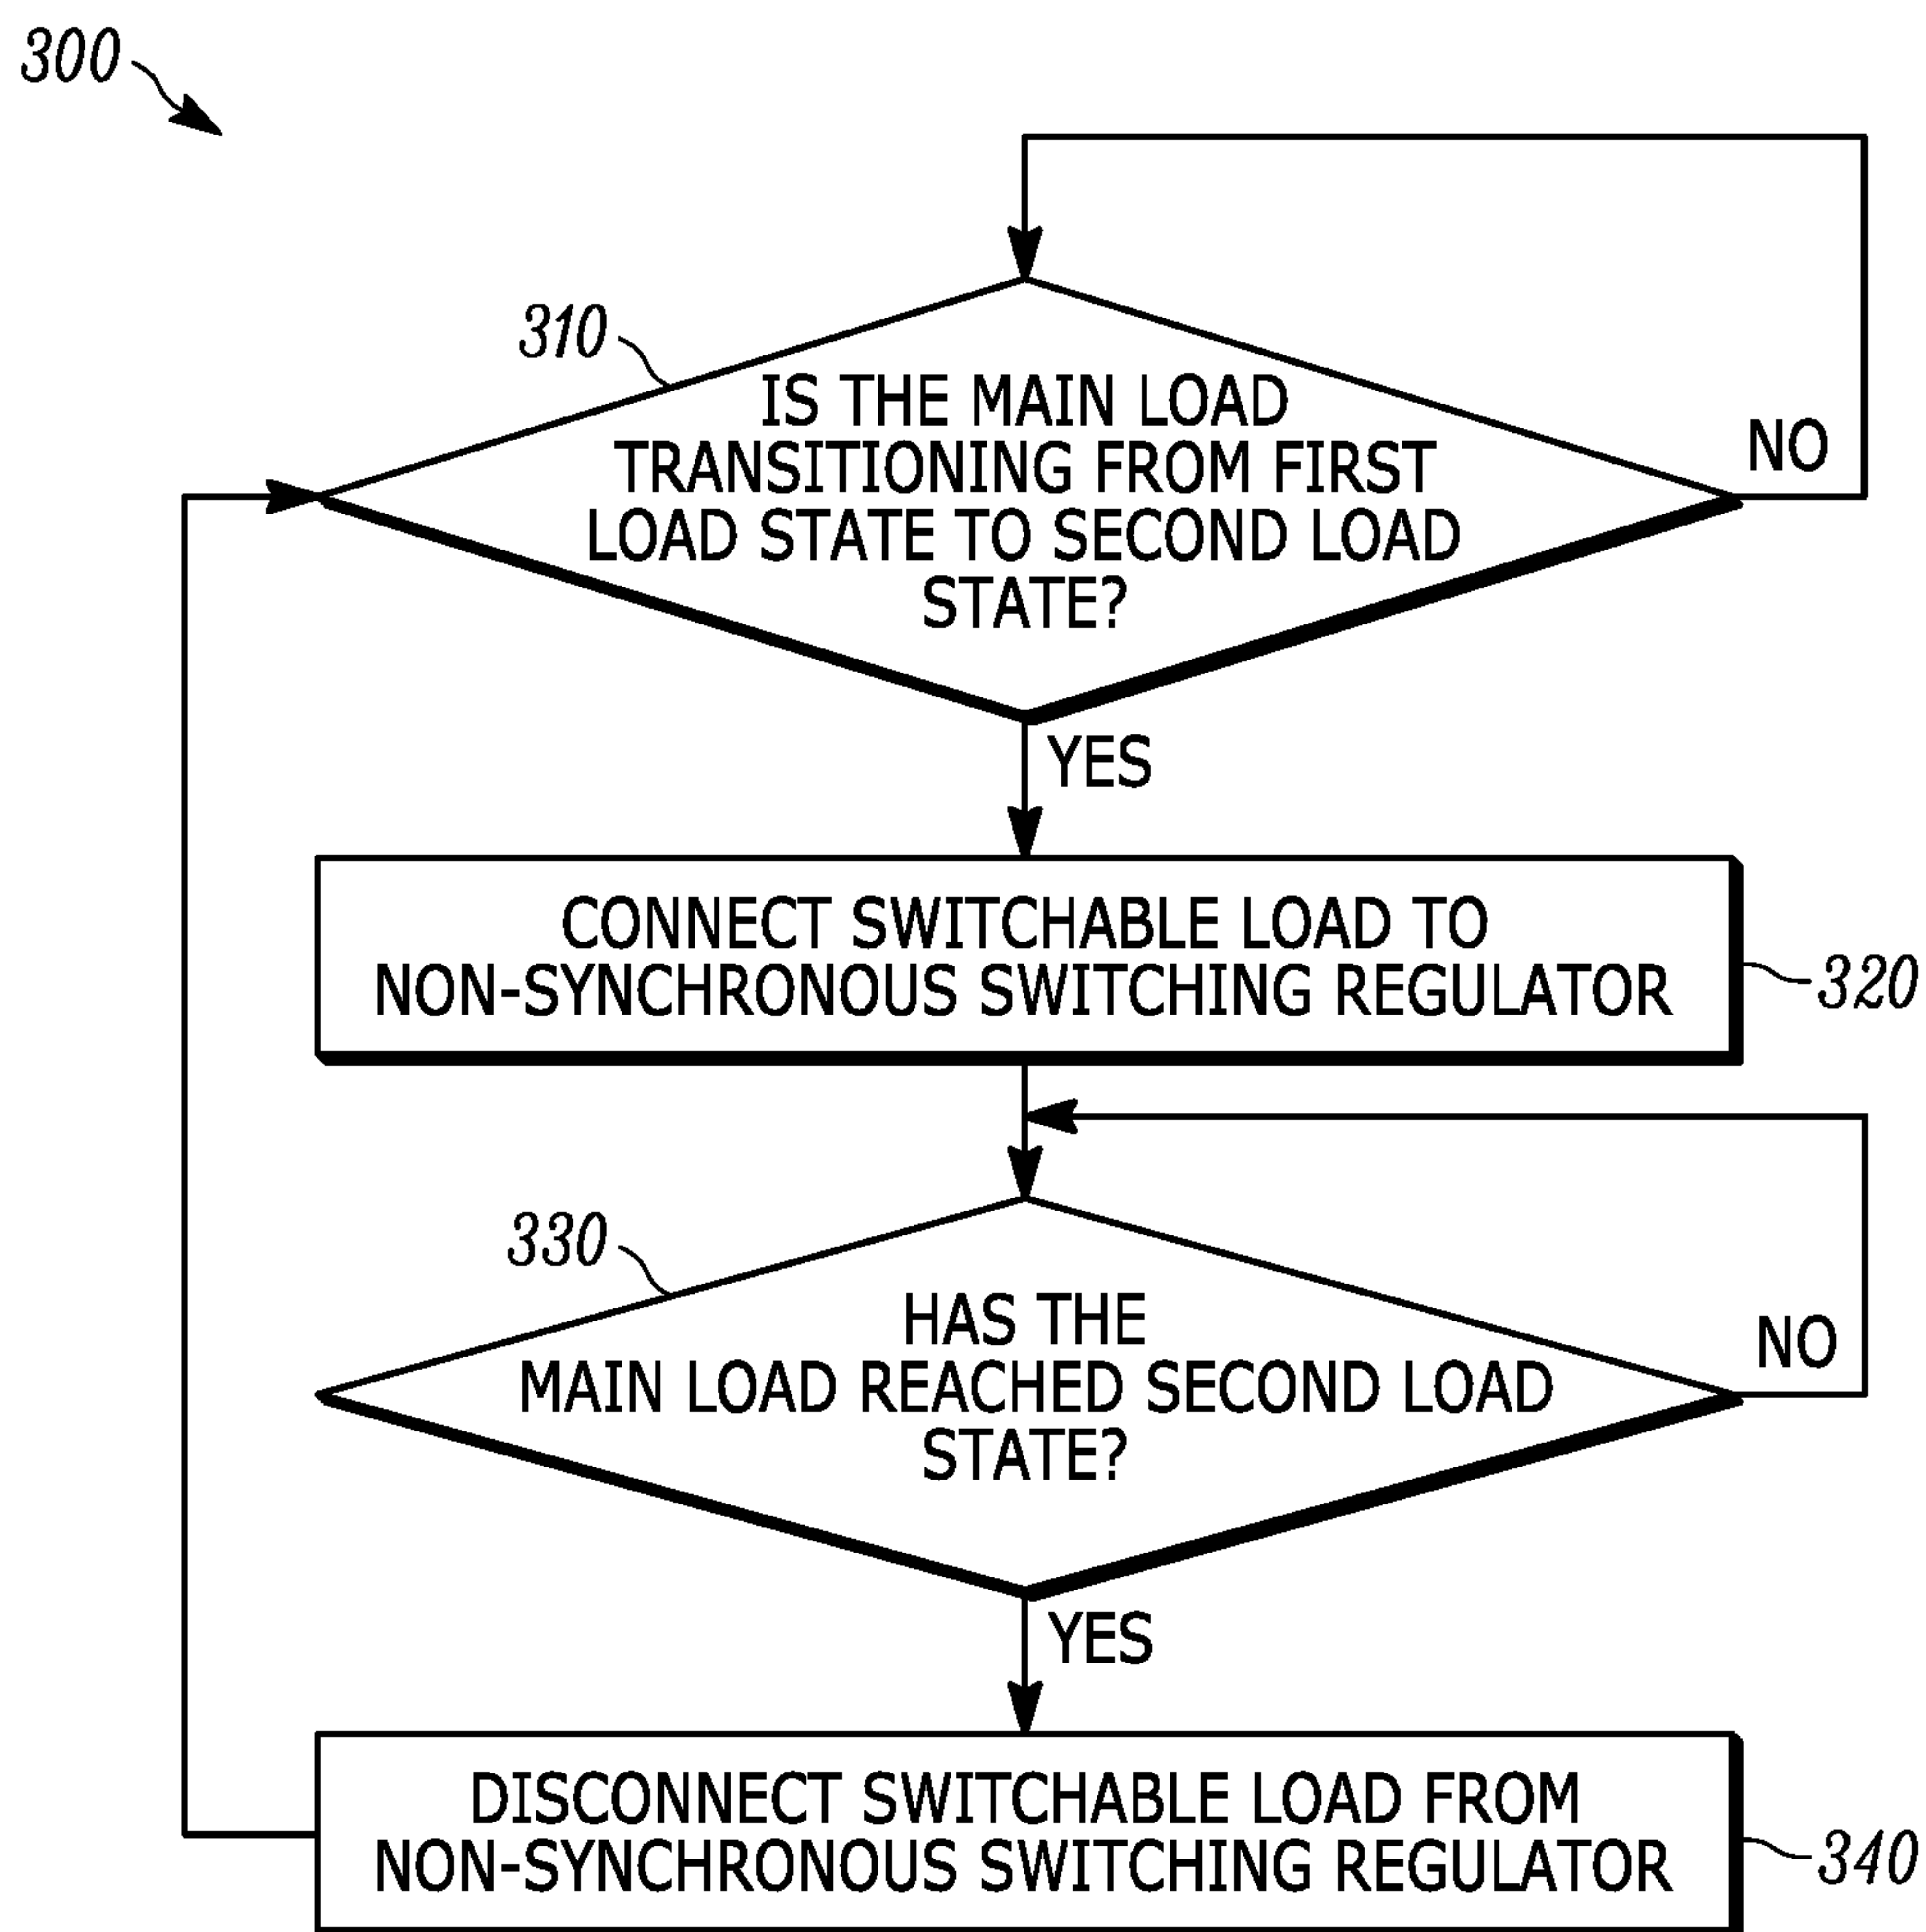 300
310
IS THE MAIN LOAD
TRANSITIONING FROM FIRST
LOAD STATE TO SECOND LOAD
STATE?
NO
YES
CONNECT SWITCHABLE LOAD TO
NON-SYNCHRONOUS SWITCHING REGULATOR
320
330
HAS THE
MAIN LOAD REACHED SECOND LOAD
STATE?
NO
YES
DISCONNECT SWITCHABLE LOAD FROM
NON-SYNCHRONOUS SWITCHING REGULATOR
340